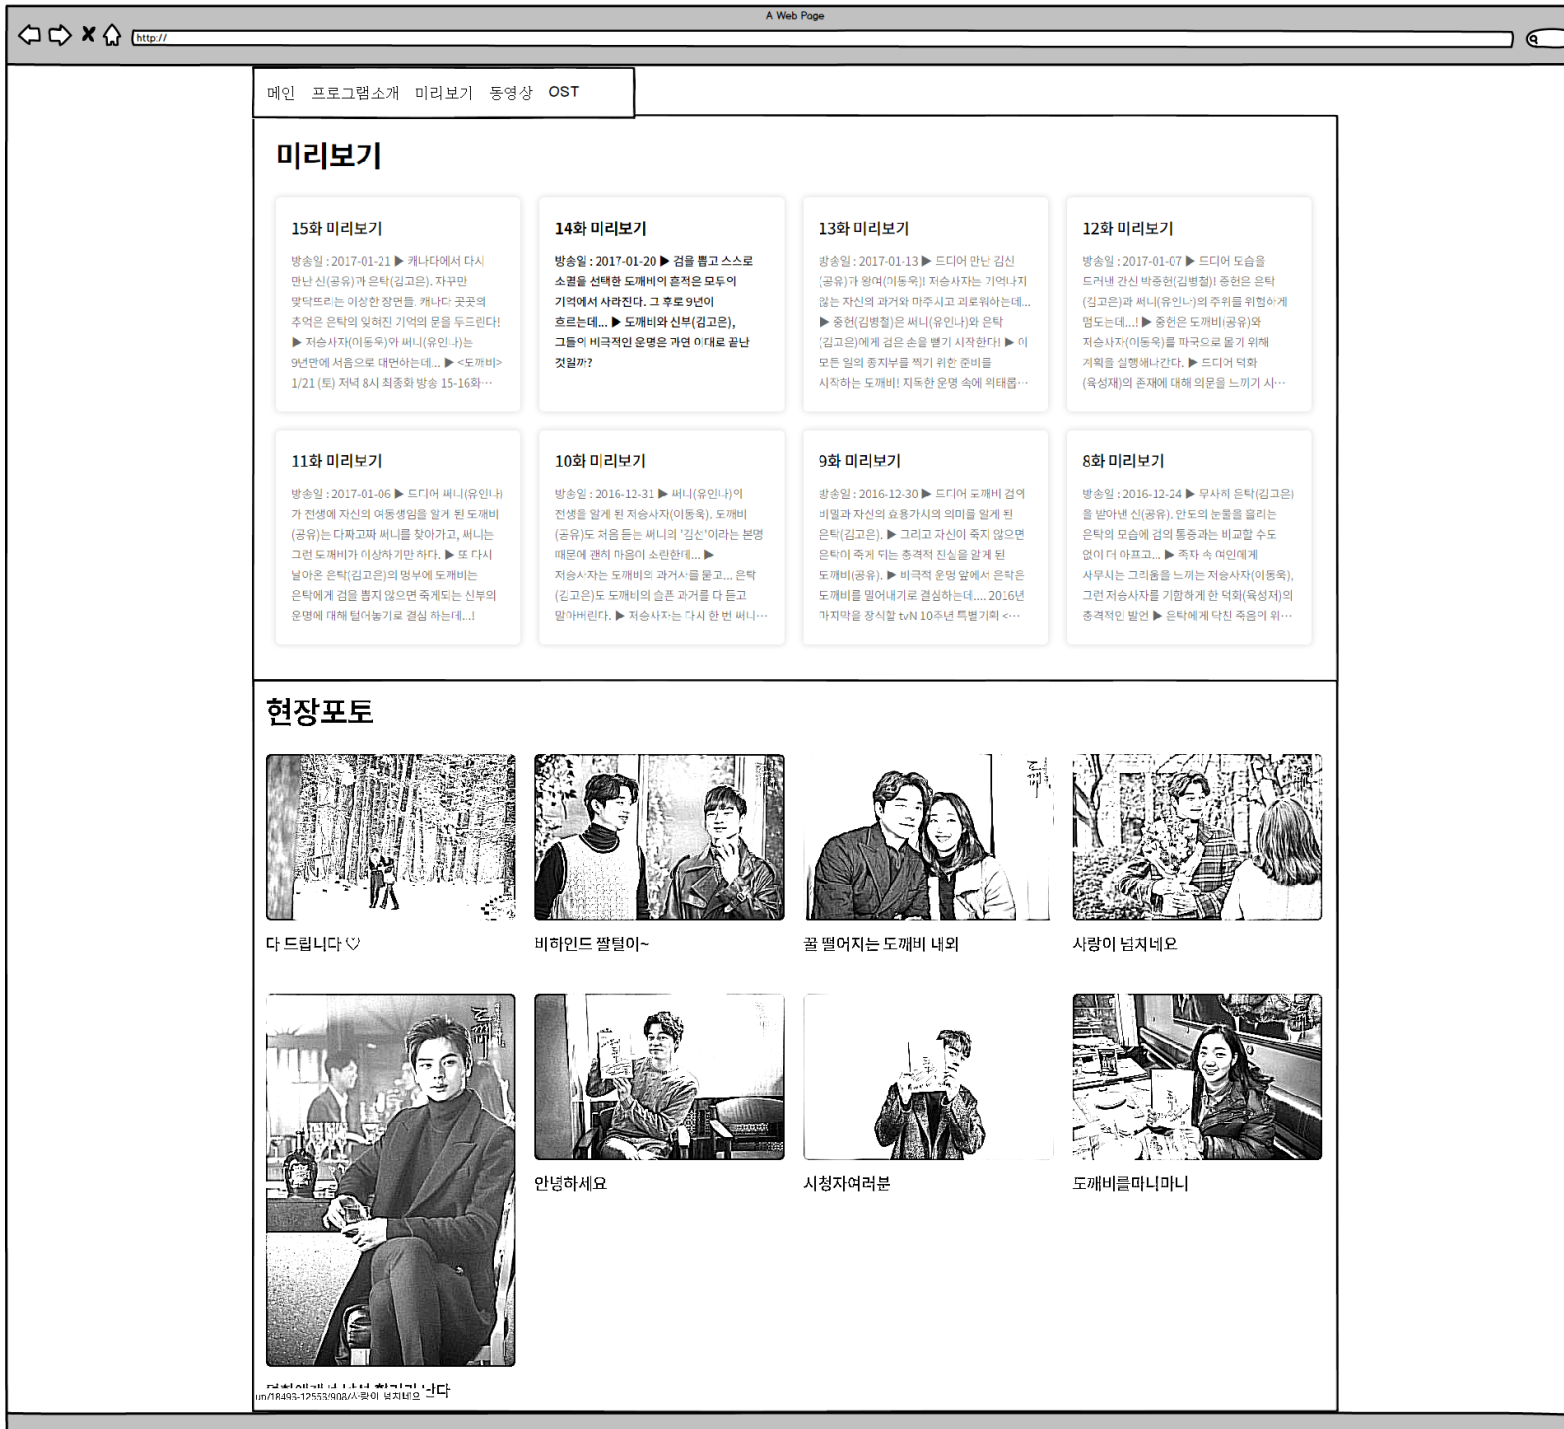 A Web Page
http://
메인 프로그램소개 미리보기 동영상 OST
미리보기
15화 미리보기
방송일 : 2017-01-21 ▶ 캐나다에서 다시
만난 신(공유)과 은탁(김고은). 자꾸만
맞닥뜨리는 이상한 장면들. 캐나다 곳곳의
추억은 은탁의 잊혀진 기억의 문을 두드린다!
▶ 저승사자(이동욱)와 써니(유인나)는
9년만에 서음으로 대면하는데... ▶ <도깨비>
1/21 (토) 저녁 8시 최종화 방송 15-16화…
14화 미리보기
방송일 : 2017-01-20 ▶ 검을 뽑고 스스로
소멸을 선택한 도깨비의 흔적은 모두의
기억에서 사라진다. 그 후로 9년이
흐르는데... ▶ 도깨비와 신부(김고은),
그들의 비극적인 운명은 과연 이대로 끝난
것일까?
13화 미리보기
방송일 : 2017-01-13 ▶ 드디어 만난 김신
(공유)과 왕여(이동욱)! 저승사자는 기억나지
않는 자신의 과거와 마주시고 괴로워하는데...
▶ 중헌(김병철)은 써니(유인나)와 은탁
(김고은)에게 검은 손을 뻗기 시작한다! ▶ 이
모든 일의 종지부를 찍기 위한 준비를
시작하는 도깨비! 지독한 운명 속에 위태롭…
12화 미리보기
방송일 : 2017-01-07 ▶ 드디어 모습을
드러낸 간신 박중헌(김병철)! 중헌은 은탁
(김고은)과 써니(유인나)의 주위를 위험하게
맴도는데...! ▶ 중헌은 도깨비(공유)와
저승사자(이동욱)를 파국으로 몰기 위해
계획을 실행해나간다. ▶ 드디어 덕화
(육성재)의 존재에 대해 의문을 느끼기 시…
11화 미리보기
방송일 : 2017-01-06 ▶ 드디어 써니(유인나)
가 전생에 자신의 여동생임을 알게 된 도깨비
(공유)는 다짜고짜 써니를 찾아가고, 써니는
그런 도깨비가 이상하기만 하다. ▶ 또 다시
날아온 은탁(김고은)의 명부에 도깨비는
은탁에게 검을 뽑지 않으면 죽게되는 신부의
운명에 대해 털어놓기로 결심 하는데...!
10화 미리보기
방송일 : 2016-12-31 ▶ 써니(유인나)의
전생을 알게 된 저승사자(이동욱). 도깨비
(공유)도 처음 듣는 써니의 '김선'이라는 본명
때문에 괜히 마음이 소란한데... ▶
저승사자는 도깨비의 과거사를 묻고... 은탁
(김고은)도 도깨비의 슬픈 과거를 다 듣고
말아버린다. ▶ 저승사자는 다시 한 번 써니…
9화 미리보기
방송일 : 2016-12-30 ▶ 드디어 도깨비 검의
비밀과 자신의 효용가시의 의미를 알게 된
은탁(김고은). ▶ 그리고 자신이 죽지 않으면
은탁이 죽게 되는 충격적 진실을 알게 된
도깨비(공유). ▶ 비극적 운명 앞에서 은탁은
도깨비를 밀어내기로 결심하는데.... 2016년
마지막을 장식할 tvN 10주년 특별기획 <…
8화 미리보기
방송일 : 2016-12-24 ▶ 무사히 은탁(김고은)
을 받아낸 신(공유). 안도의 눈물을 흘리는
은탁의 모습에 검의 통증과는 비교할 수도
없이 더 아프고... ▶ 족자 속 여인에게
사무치는 그리움을 느끼는 저승사자(이동욱),
그런 저승사자를 기함하게 한 덕화(육성재)의
충격적인 발언 ▶ 은탁에게 닥친 죽음의 위…
현장포토
다 드립니다 ♡
비하인드 짤털이~
꿀 떨어지는 도깨비 내외
사랑이 넘치네요
안녕하세요
시청자여러분
도깨비를마니마니
un/18493-12553/908/사랑이 넘치네요